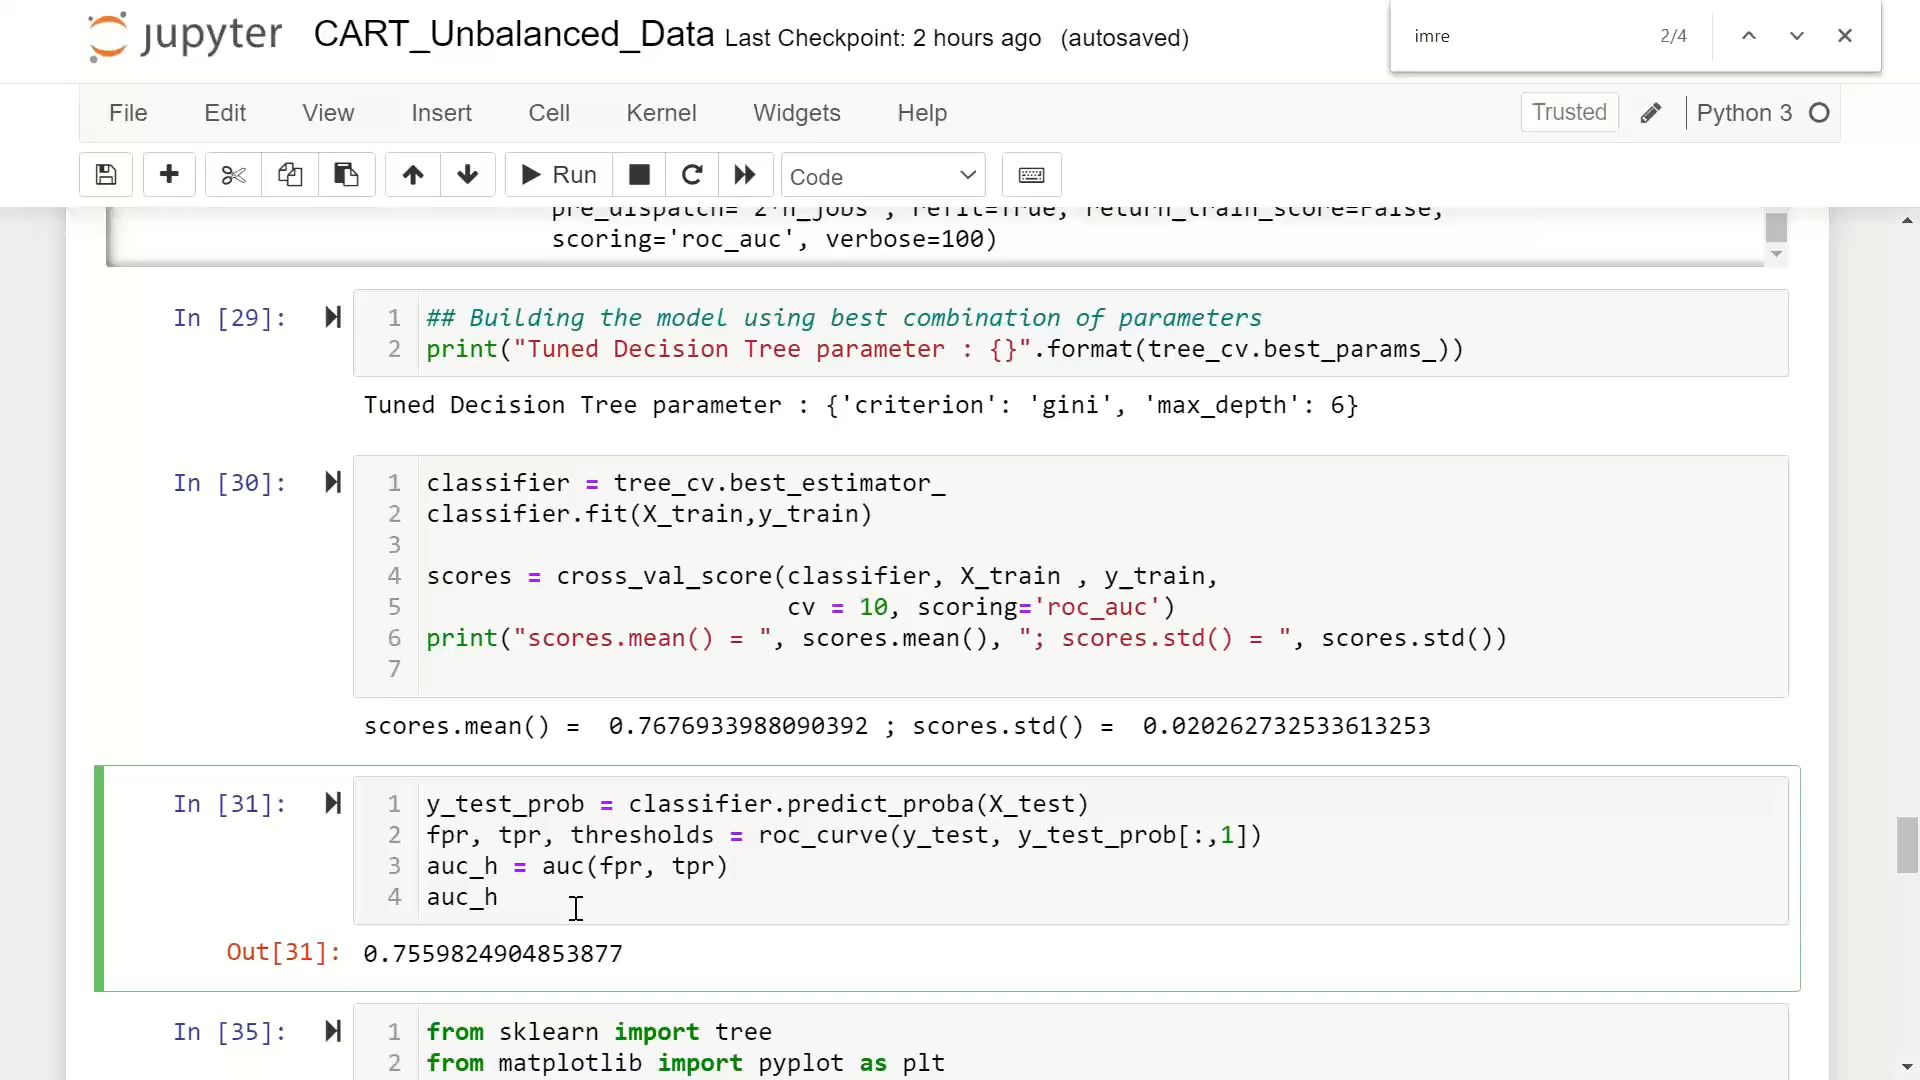 jupyter CART_Unbalanced_Data Last Checkpoint: 2 hours ago (autosaved)
imre 2/4
File Edit View Insert Cell Kernel Widgets Help Trusted Python 3
Run Code
pre_dispatch='2*n_jobs', refit=True, return_train_score=False,
scoring='roc_auc', verbose=100)
In [29]:
1 ## Building the model using best combination of parameters
2 print("Tuned Decision Tree parameter : {}".format(tree_cv.best_params_))
Tuned Decision Tree parameter : {'criterion': 'gini', 'max_depth': 6}
In [30]:
1 classifier = tree_cv.best_estimator_
2 classifier.fit(X_train,y_train)
3
4 scores = cross_val_score(classifier, X_train , y_train,
5 cv = 10, scoring='roc_auc')
6 print("scores.mean() = ", scores.mean(), "; scores.std() = ", scores.std())
7
scores.mean() = 0.7676933988090392 ; scores.std() = 0.020262732533613253
In [31]:
1 y_test_prob = classifier.predict_proba(X_test)
2 fpr, tpr, thresholds = roc_curve(y_test, y_test_prob[:,1])
3 auc_h = auc(fpr, tpr)
4 auc_h
Out[31]: 0.7559824904853877
In [35]:
1 from sklearn import tree
2 from matplotlib import pyplot as plt